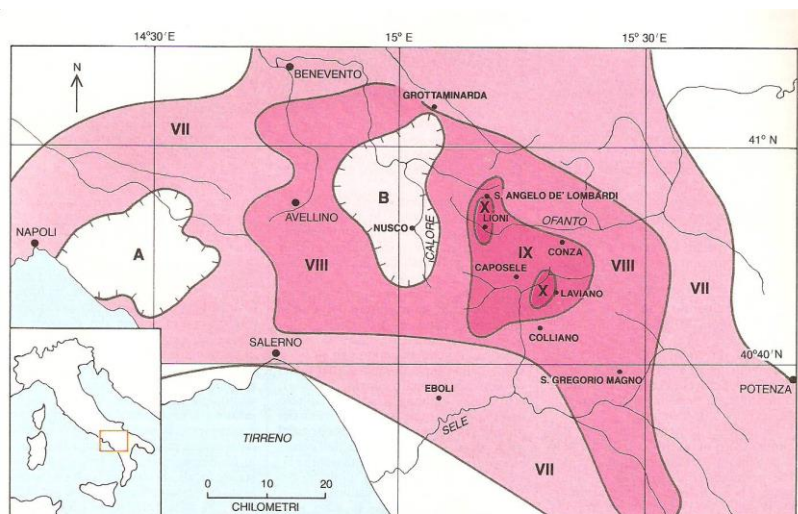 14°30′E
15° E
15° 30′E
N
BENEVENTO
GROTTAMINARDA
VII
41° N
B
S. ANGELO DE' LOMBARDI
X
LIONI
OFANTO
AVELLINO
NUSCO
CALORE
NAPOLI
A
IX
CONZA
VIII
VIII
CAPOSELE
VII
X
LAVIANO
COLLIANO
SALERNO
40°40′N
S. GREGORIO MAGNO
POTENZA
EBOLI
SELE
TIRRENO
VII
0 10 20
CHILOMETRI